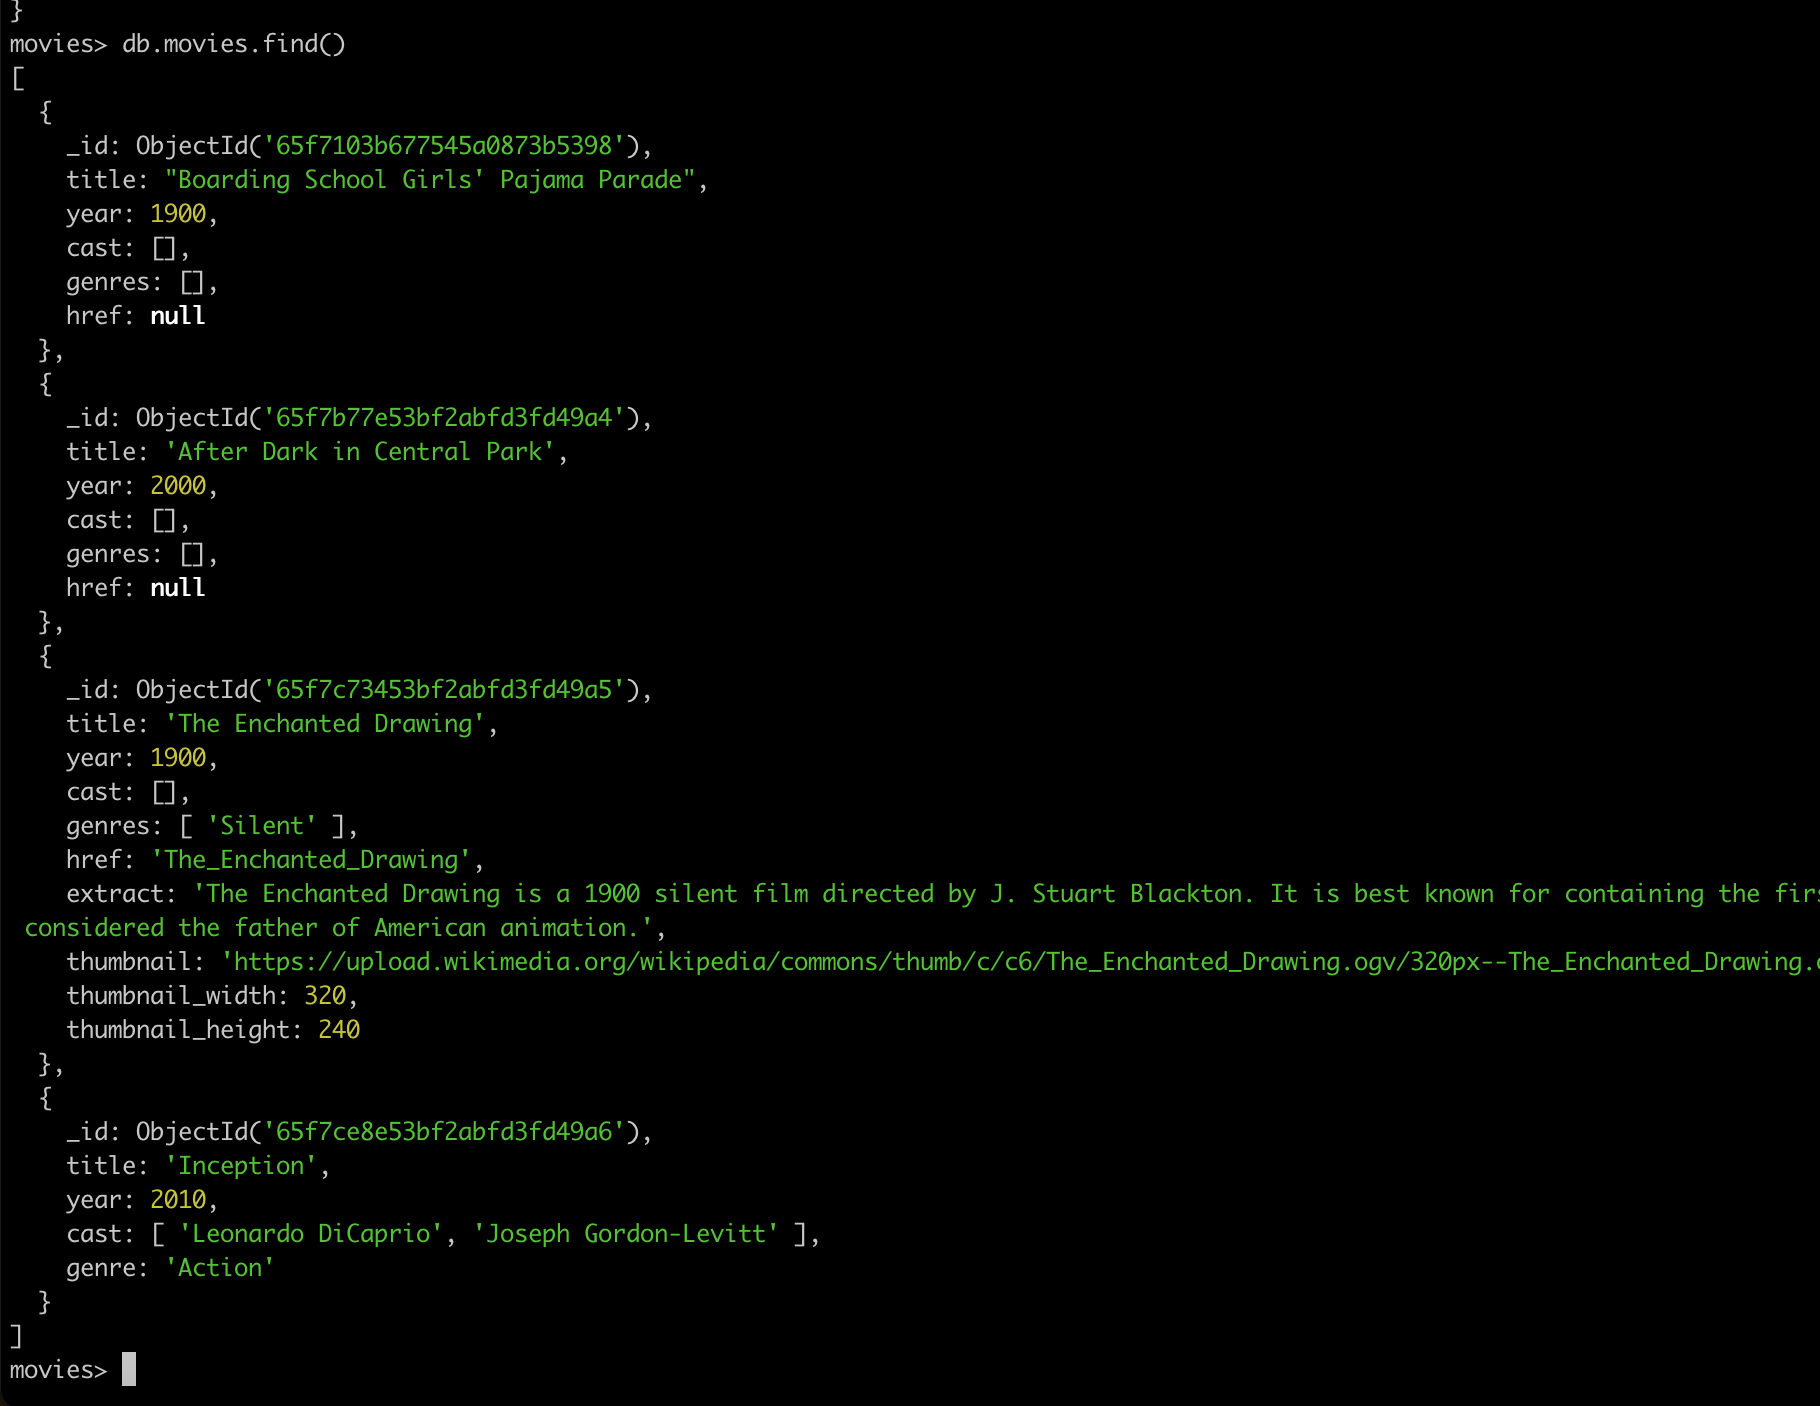 }
movies> db.movies.find()
[
  {
    _id: ObjectId('65f7103b677545a0873b5398'),
    title: "Boarding School Girls' Pajama Parade",
    year: 1900,
    cast: [],
    genres: [],
    href: null
  },
  {
    _id: ObjectId('65f7b77e53bf2abfd3fd49a4'),
    title: 'After Dark in Central Park',
    year: 2000,
    cast: [],
    genres: [],
    href: null
  },
  {
    _id: ObjectId('65f7c73453bf2abfd3fd49a5'),
    title: 'The Enchanted Drawing',
    year: 1900,
    cast: [],
    genres: [ 'Silent' ],
    href: 'The_Enchanted_Drawing',
    extract: 'The Enchanted Drawing is a 1900 silent film directed by J. Stuart Blackton. It is best known for containing the
 considered the father of American animation.',
    thumbnail: 'https://upload.wikimedia.org/wikipedia/commons/thumb/c/c6/The_Enchanted_Drawing.ogv/320px--The_Enchanted_Drawing.
    thumbnail_width: 320,
    thumbnail_height: 240
  },
  {
    _id: ObjectId('65f7ce8e53bf2abfd3fd49a6'),
    title: 'Inception',
    year: 2010,
    cast: [ 'Leonardo DiCaprio', 'Joseph Gordon-Levitt' ],
    genre: 'Action'
  }
]
movies>